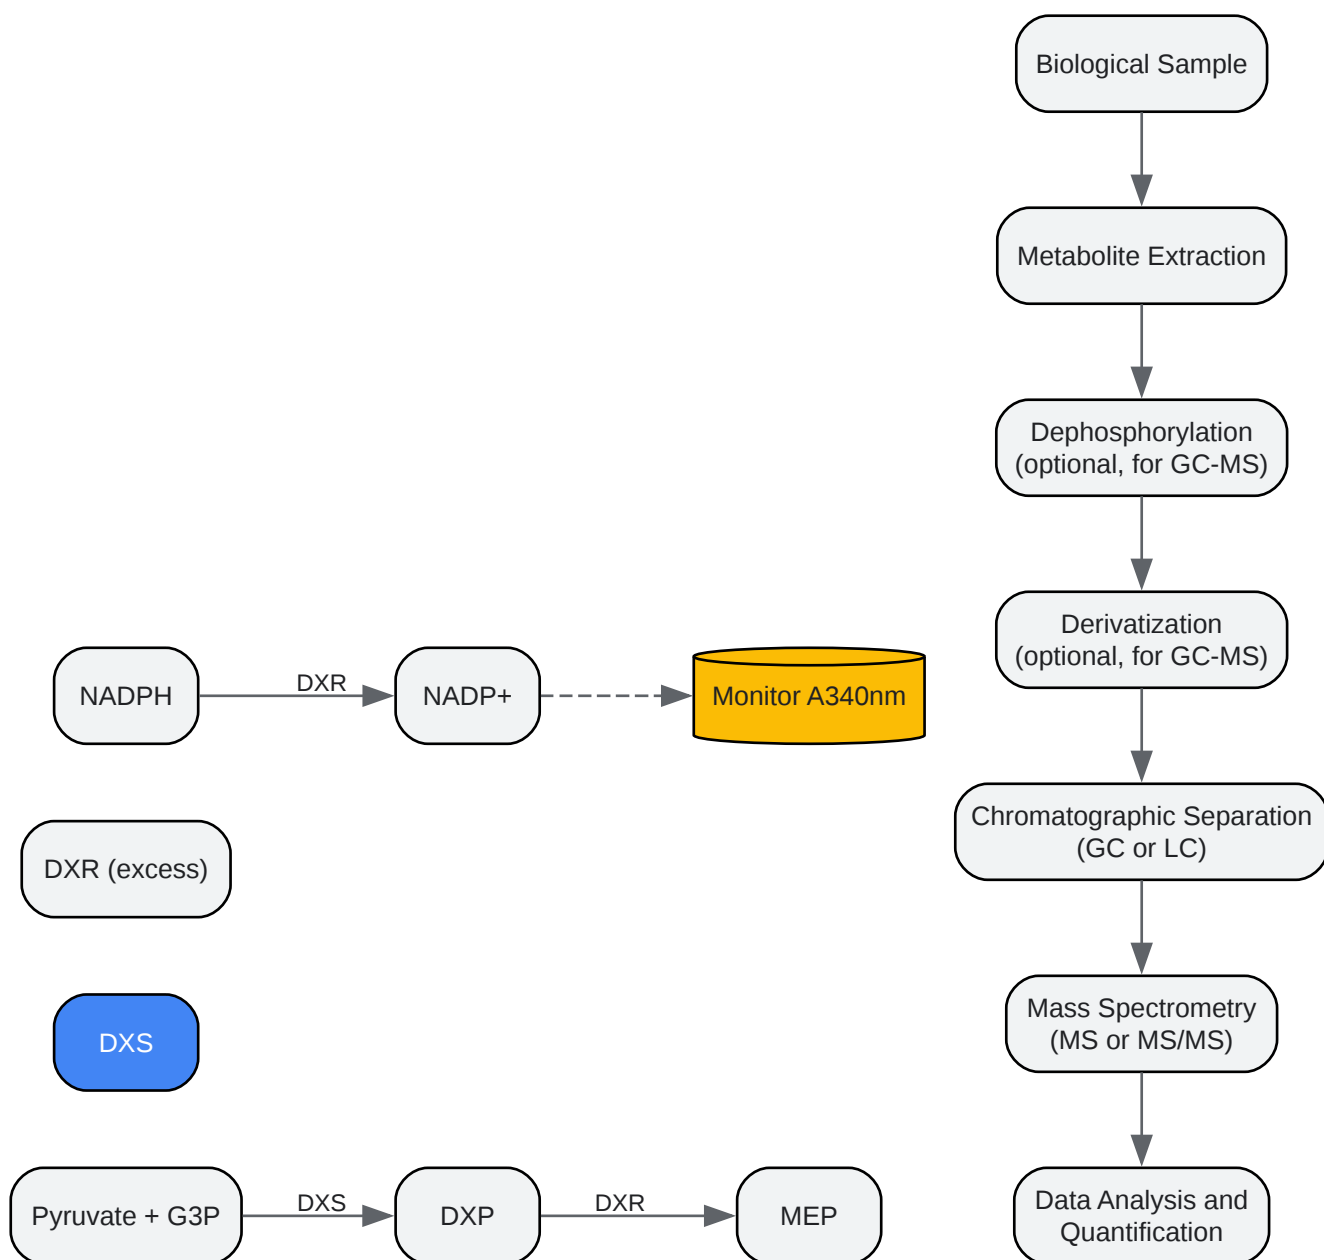 Biological Sample
Metabolite Extraction
Dephosphorylation
(optional, for GC-MS)
Derivatization
(optional, for GC-MS)
NADPH
DXR
NADP+
Monitor A340nm
Chromatographic Separation
(GC or LC)
DXR (excess)
Mass Spectrometry
(MS or MS/MS)
DXS
Pyruvate + G3P
DXS
DXP
DXR
MEP
Data Analysis and
Quantification